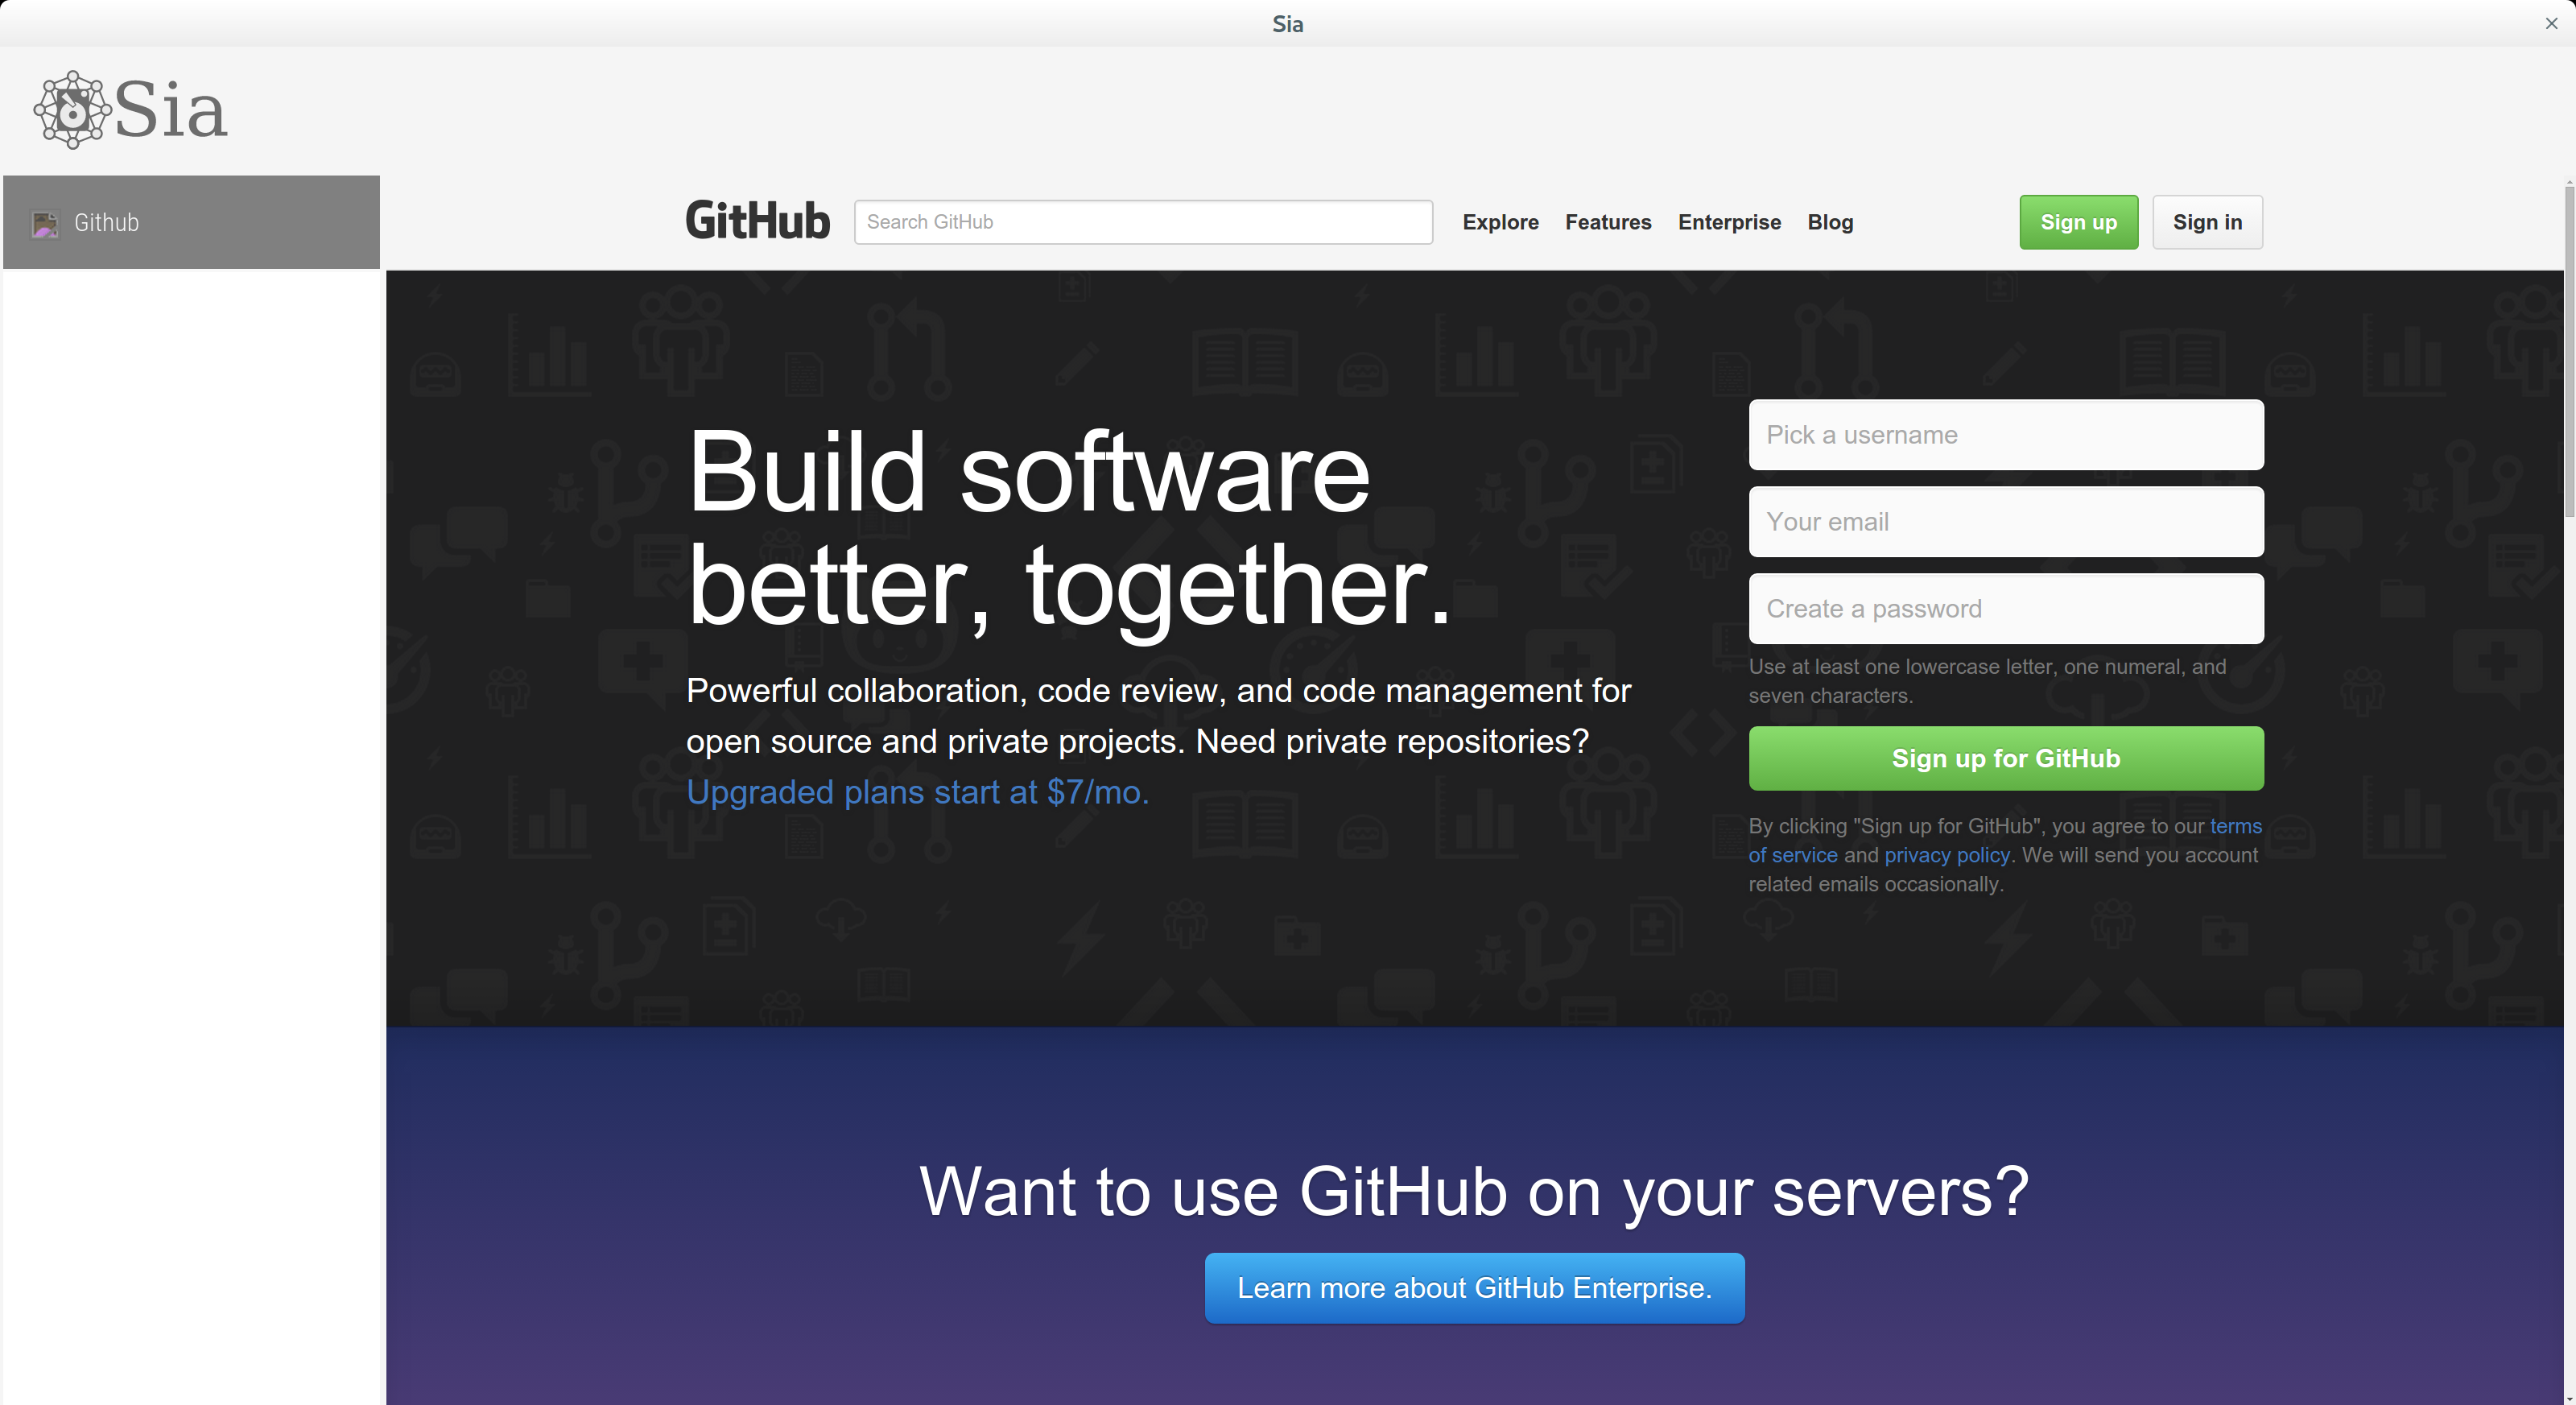 Sia
Sia
Github
GitHub
Search GitHub
Explore Features Enterprise Blog
Sign up
Sign in
Build software
better, together.
Powerful collaboration, code review, and code management for
open source and private projects. Need private repositories?
Upgraded plans start at $7/mo.
Pick a username
Your email
Create a password
Use at least one lowercase letter, one numeral, and
seven characters.
Sign up for GitHub
By clicking "Sign up for GitHub", you agree to our terms
of service and privacy policy. We will send you account
related emails occasionally.
Want to use GitHub on your servers?
Learn more about GitHub Enterprise.